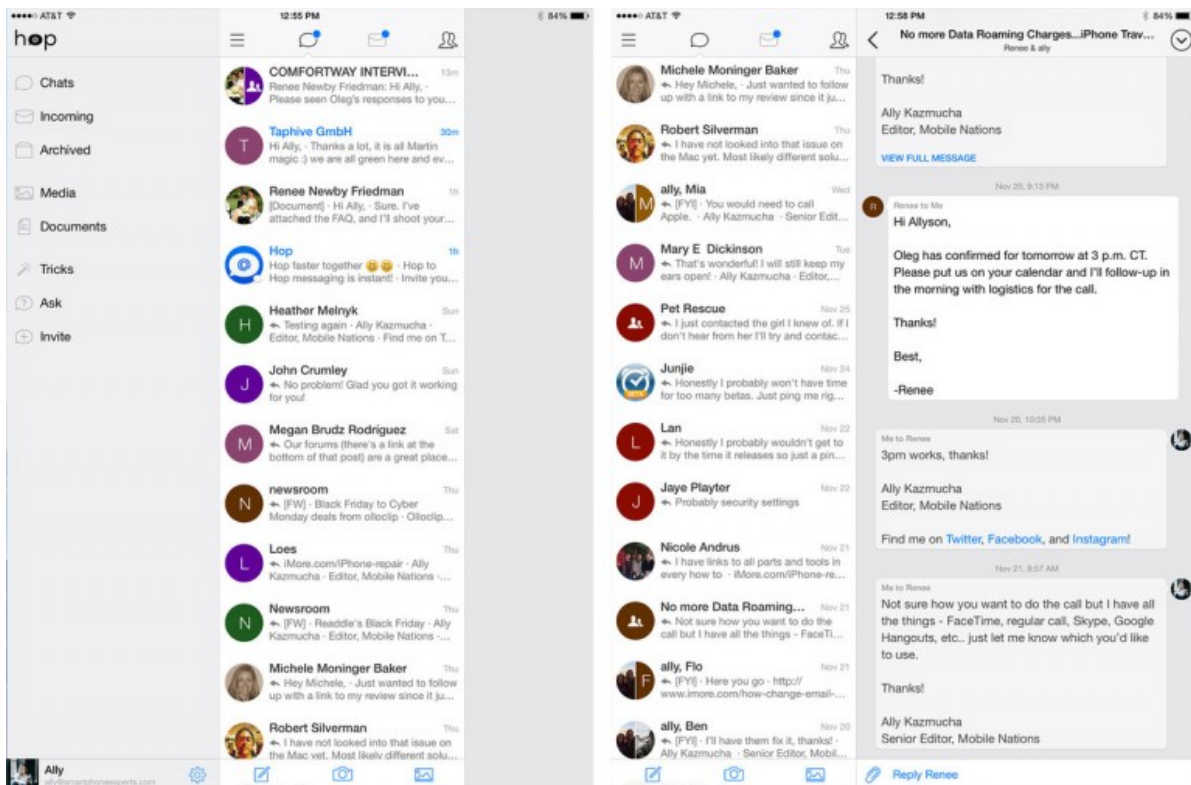 AT&T
12:55 PM
84%
hop
Chats
Incoming
Archived
Media
Documents
Tricks
Ask
Invite
Ally
ally@smartphoneexperts.com
COMFORTWAY INTERVI... 13m
Renee Newby Friedman: Hi Ally, ·
Please seen Oleg's responses to you...
Taphive GmbH 30m
T
Hi Ally, · Thanks a lot, it is all Martin
magic :) we are all green here and ev...
Renee Newby Friedman 1h
[Document] · Hi Ally, · Sure. I've
attached the FAQ, and I'll shoot your...
Hop 1h
Hop faster together 😄😄 · Hop to
Hop messaging is instant! · Invite you...
Heather Melnyk Sun
H
Testing again · Ally Kazmucha ·
Editor, Mobile Nations · Find me on T...
John Crumley Sun
J
No problem! Glad you got it working
for you!
Megan Brudz Rodriguez Sat
M
Our forums (there's a link at the
bottom of that post) are a great place...
newsroom Thu
N
[FW] · Black Friday to Cyber
Monday deals from olloclip · Olloclip...
Loes Thu
L
iMore.com/iPhone-repair · Ally
Kazmucha · Editor, Mobile Nations ·
Newsroom Thu
N
[FW] · Readdle's Black Friday · Ally
Kazmucha · Editor, Mobile Nations ·
Michele Moninger Baker Thu
Hey Michele, · Just wanted to follow
up with a link to my review since it ju...
Robert Silverman Thu
I have not looked into that issue on
the Mac yet. Most likely different solu...
AT&T
12:58 PM
84%
Michele Moninger Baker Thu
Hey Michele, · Just wanted to follow
up with a link to my review since it ju...
Robert Silverman Thu
I have not looked into that issue on
the Mac yet. Most likely different solu...
ally, Mia Wed
M
[FYI] · You would need to call
Apple. · Ally Kazmucha · Senior Edit...
Mary E Dickinson Tue
M
That's wonderful! I will still keep my
ears open! · Ally Kazmucha · Editor,...
Pet Rescue Nov 25
I just contacted the girl I knew of. If I
don't hear from her I'll try and contac...
Junjie Nov 24
BETA
Honestly I probably won't have time
for too many betas. Just ping me rig...
Lan Nov 22
L
Honestly I probably wouldn't get to
it by the time it releases so just a pin...
Jaye Playter Nov 22
J
Probably security settings
Nicole Andrus Nov 21
I have links to all parts and tools in
every how to · iMore.com/iPhone-re...
No more Data Roaming... Nov 21
Not sure how you want to do the
call but I have all the things - FaceTi...
ally, Flo Nov 21
F
[FYI] · Here you go · http://
www.imore.com/how-change-email-...
ally, Ben Nov 20
[FYI] · I'll have them fix it, thanks! ·
Ally Kazmucha · Senior Editor, Mobil...
No more Data Roaming Charges...iPhone Trav...
Renee & ally
Thanks!
Ally Kazmucha
Editor, Mobile Nations
VIEW FULL MESSAGE
Nov 20, 9:13 PM
R
Renee to Me
Hi Allyson,
Oleg has confirmed for tomorrow at 3 p.m. CT.
Please put us on your calendar and I'll follow-up in
the morning with logistics for the call.
Thanks!
Best,
-Renee
Nov 20, 10:05 PM
Me to Renee
3pm works, thanks!
Ally Kazmucha
Editor, Mobile Nations
Find me on Twitter, Facebook, and Instagram!
Nov 21, 9:57 AM
Me to Renee
Not sure how you want to do the call but I have all
the things - FaceTime, regular call, Skype, Google
Hangouts, etc.. just let me know which you'd like
to use.
Thanks!
Ally Kazmucha
Senior Editor, Mobile Nations
Reply Renee